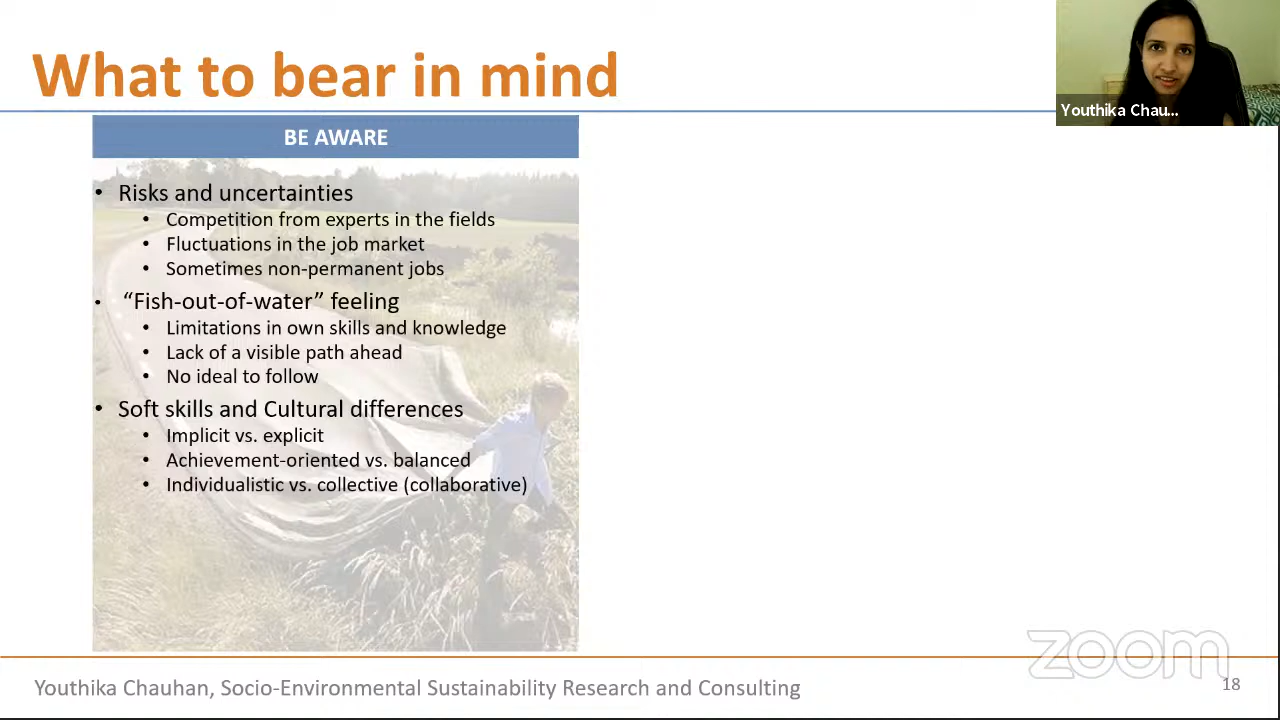 What to bear in mind
Youthika Chau...
BE AWARE
• Risks and uncertainties
• Competition from experts in the fields
• Fluctuations in the job market
• Sometimes non-permanent jobs
• “Fish-out-of-water” feeling
• Limitations in own skills and knowledge
• Lack of a visible path ahead
• No ideal to follow
• Soft skills and Cultural differences
• Implicit vs. explicit
• Achievement-oriented vs. balanced
• Individualistic vs. collective (collaborative)
zoom
Youthika Chauhan, Socio-Environmental Sustainability Research and Consulting
18